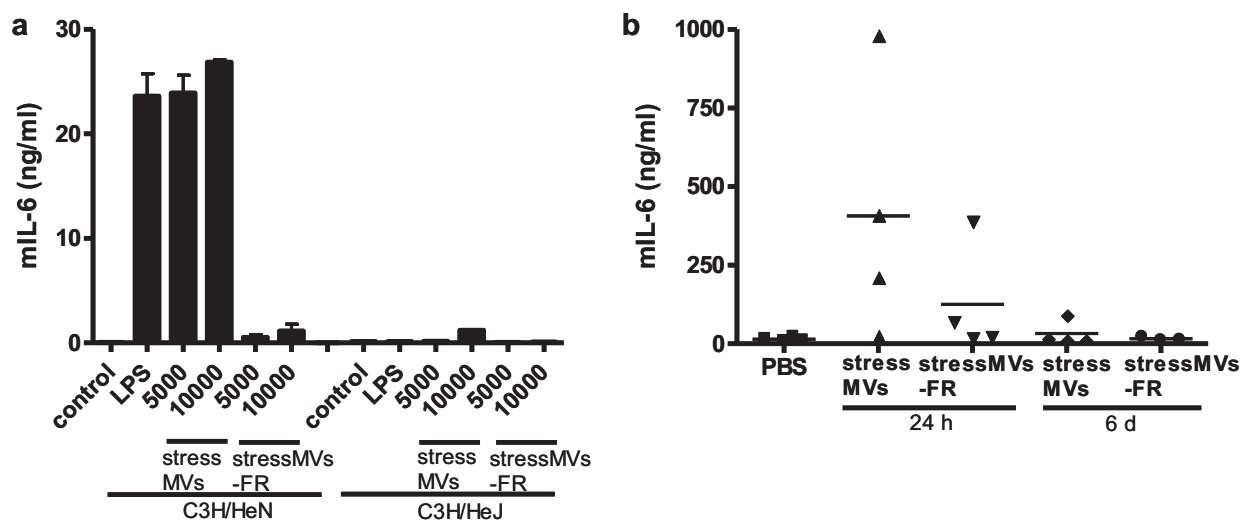 a
30
20
10
0
mIL-6 (ng/ml)
control
LPS
5000
10000
5000
10000
control
LPS
5000
10000
5000
10000
stress
MVs
stressMVs
-FR
stress
MVs
stressMVs
-FR
C3H/HeN
C3H/HeJ
b
1000
750
500
250
0
mIL-6 (ng/ml)
PBS
stress
MVs
stressMVs
-FR
stress
MVs
stressMVs
-FR
24 h
6 d